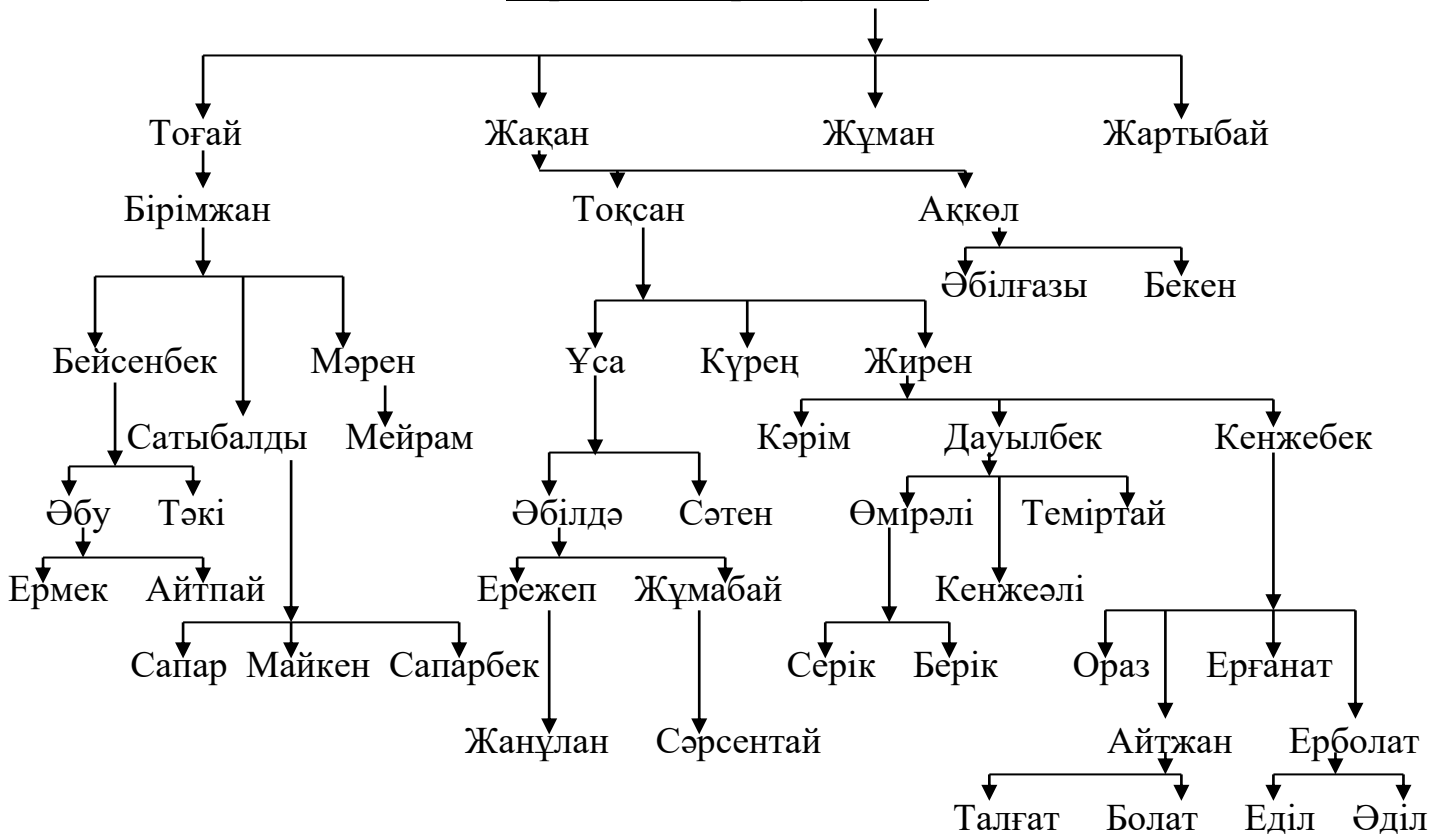 Тоғай Жақан Жұман Жартыбай
Бірімжан Тоқсан Ақкөл
Әбілғазы Бекен
Бейсенбек Мәрен Ұса Күрең Жирен
Сатыбалды Мейрам Кәрім Дауылбек Кенжебек
Әбу Тәкі Әбілдә Сәтен Өмірәлі Теміртай
Ермек Айтпай Ережеп Жұмабай Кенжеәлі
Сапар Майкен Сапарбек Серік Берік Ораз Ерғанат
Жанұлан Сәрсентай Айтжан Ерболат
Талғат Болат Еділ Әділ